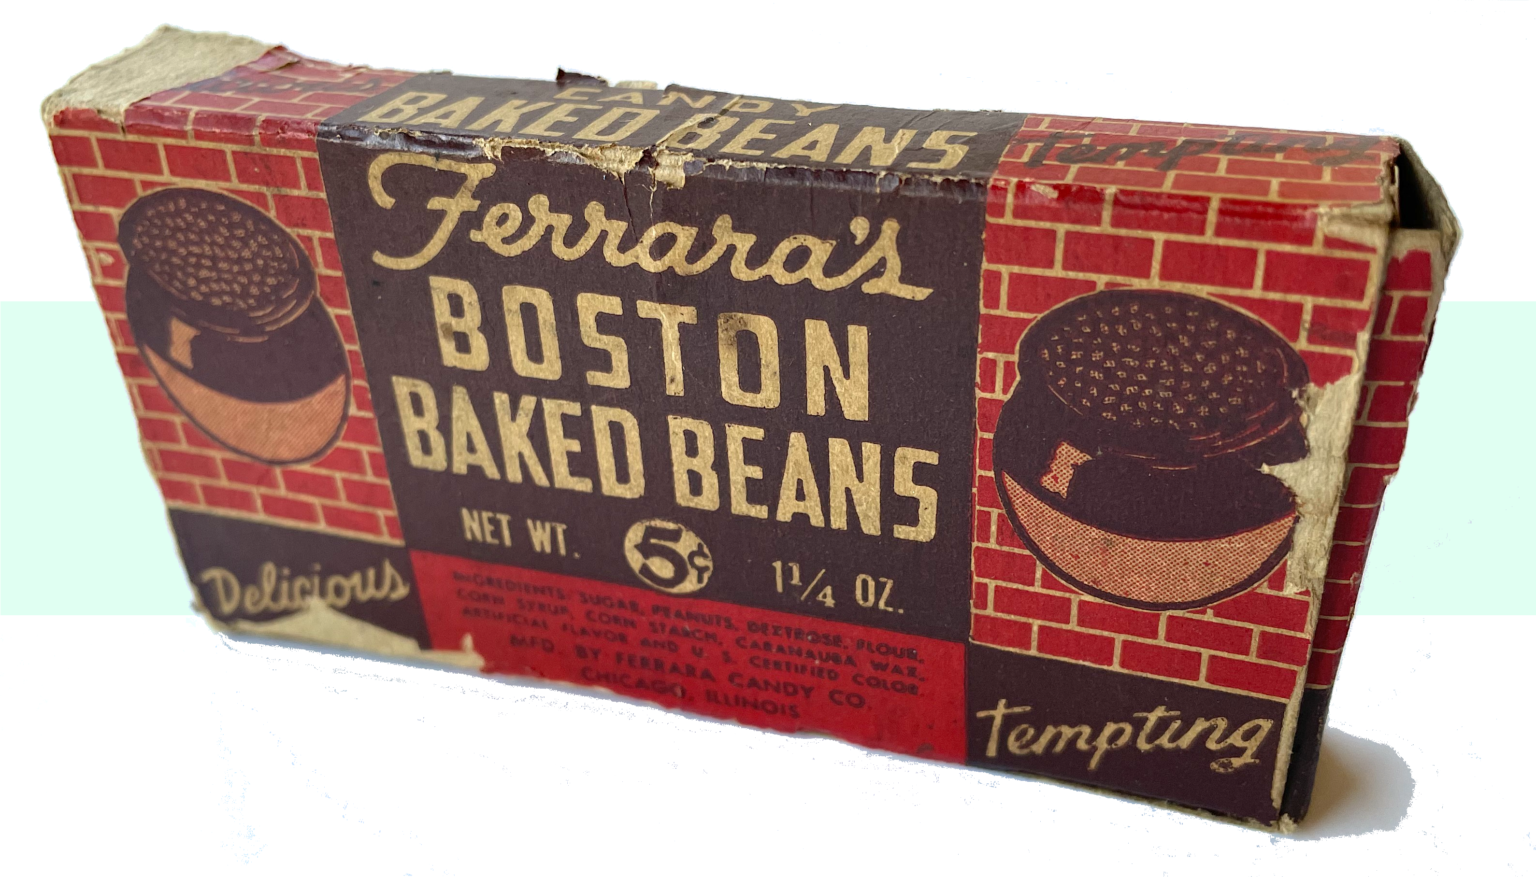 CANDY
BAKED BEANS
Tempting
Ferrara's
BOSTON
BAKED BEANS
NET WT. 5¢ 1 1/4 OZ.
INGREDIENTS: SUGAR, PEANUTS, DEXTROSE, FLOUR,
CORN SYRUP, CORN STARCH, CARANAUBA WAX,
ARTIFICIAL FLAVOR AND U. S. CERTIFIED COLOR.
MFD. BY FERRARA CANDY CO.
CHICAGO, ILLINOIS
Delicious
Tempting